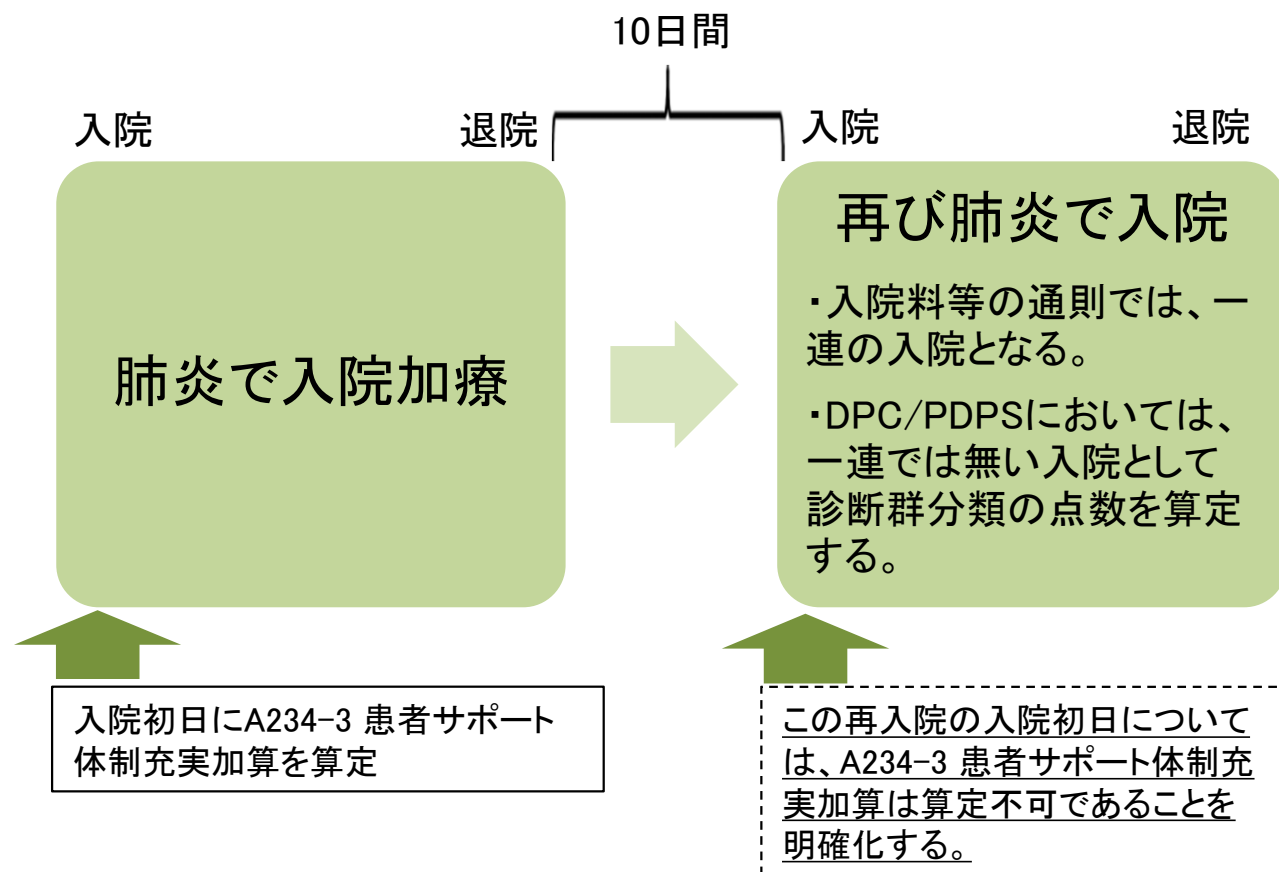 10日間
入院
退院
入院
退院
肺炎で入院加療
再び肺炎で入院
・入院料等の通則では、一
連の入院となる。
・DPC/PDPSにおいては、
一連では無い入院として
診断群分類の点数を算定
する。
入院初日にA234-3 患者サポート
体制充実加算を算定
この再入院の入院初日について
は、A234-3 患者サポート体制充
実加算は算定不可であることを
明確化する。